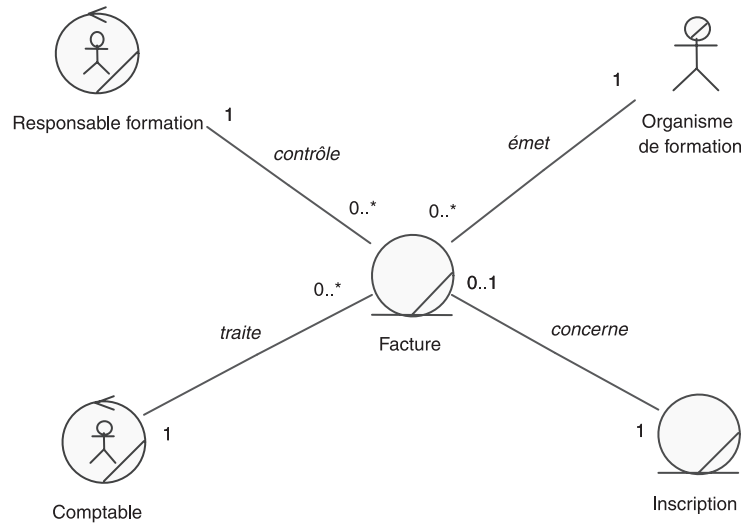 Responsable formation
1
contrôle
0..*
1
émet
0..*
Organisme
de formation
0..*
traite
1
Comptable
Facture
0..1
concerne
1
Inscription